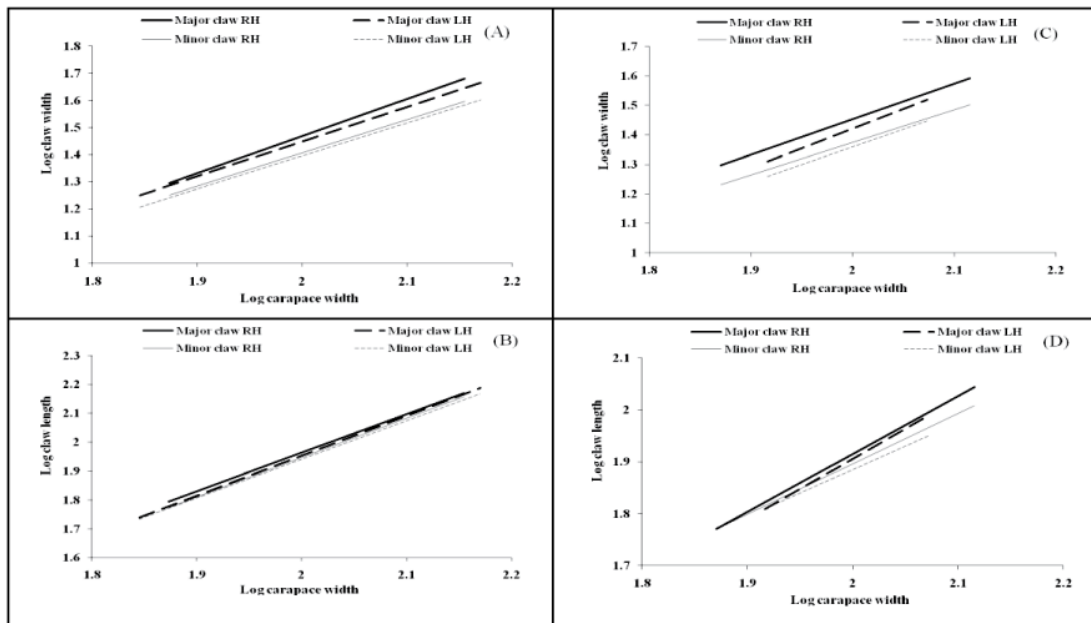 Major claw RH Major claw LH
Minor claw RH Minor claw LH
(A)
1.8
1.7
1.6
1.5
1.4
1.3
1.2
1.1
1
Log claw width
1.8 1.9 2 2.1 2.2
Log carapace width
Major claw RH Major claw LH
Minor claw RH Minor claw LH
(C)
1.7
1.6
1.5
1.4
1.3
1.2
1.1
1
Log claw width
1.8 1.9 2 2.1 2.2
Log carapace width
Major claw RH Major claw LH
Minor claw RH Minor claw LH
(B)
2.3
2.2
2.1
2
1.9
1.8
1.7
1.6
Log claw length
1.8 1.9 2 2.1 2.2
Log carapace width
Major claw RH Major claw LH
Minor claw RH Minor claw LH
(D)
2.1
2
1.9
1.8
1.7
Log claw length
1.8 1.9 2 2.1 2.2
Log carapace width